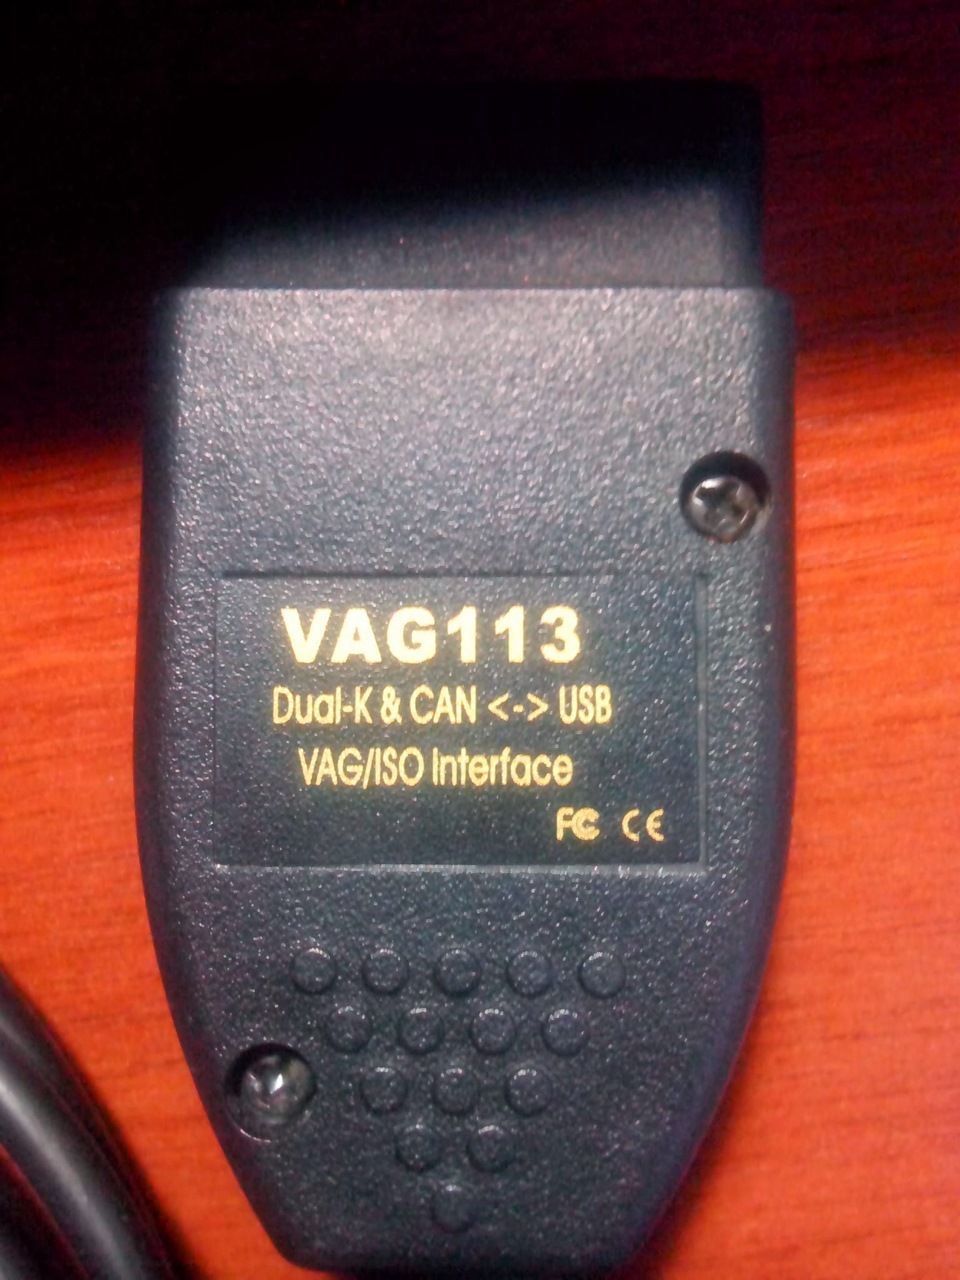 VAG113
Dual-K & CAN <-> USB
VAG/ISO Interface
FC CE